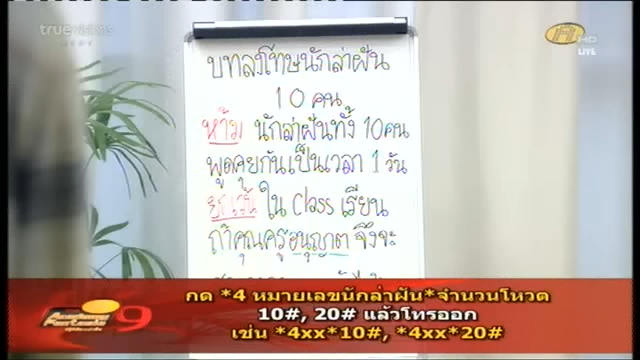 truevisions
HD
LIVE
บทลงโทษนักล่าฝัน
10 คน
ห้าม นักล่าฝันทั้ง 10 คน
พูดคุยกันเป็นเวลา 1 วัน
ยกเว้น ใน Class เรียน
ถ้าคุณครูอนุญาต จึงจะ
Academy
Fantasia 9
กด *4 หมายเลขนักล่าฝัน*จำนวนโหวต
10#, 20# แล้วโทรออก
เช่น *4xx*10#, *4xx*20#